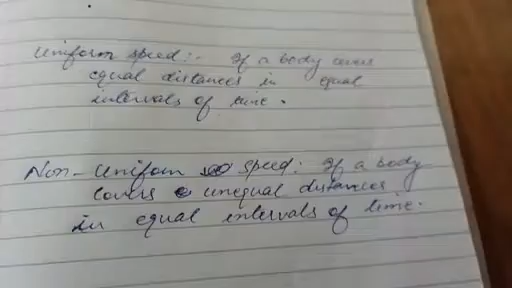 Uniform speed:- If a body covers
equal distances in equal
intervals of time.
Non-uniform speed: If a body
covers unequal distances
in equal intervals of time.